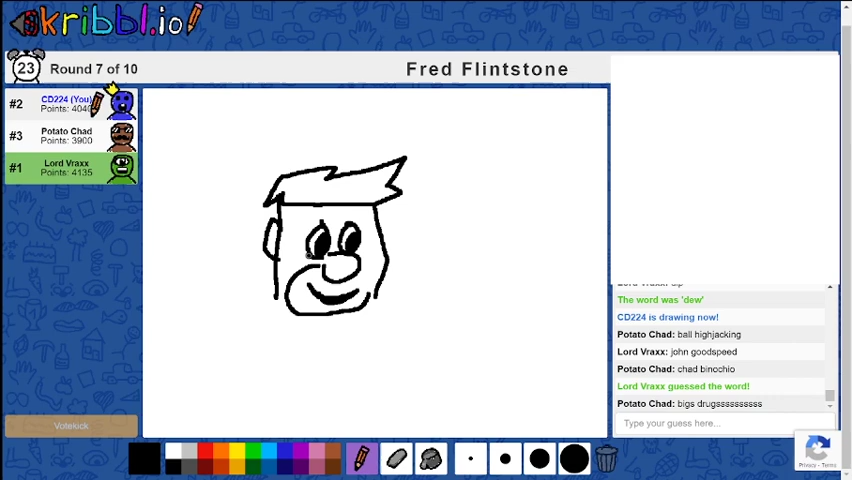 skribbl.io
23
Round 7 of 10
Fred Flintstone
#2
CD224 (You)
Points: 4040
#3
Potato Chad
Points: 3900
#1
Lord Vraxx
Points: 4135
Votekick
The word was 'dew'
CD224 is drawing now!
Potato Chad: ball highjacking
Lord Vraxx: john goodspeed
Potato Chad: chad binochio
Lord Vraxx guessed the word!
Potato Chad: bigs drugsssssssssss
Type your guess here...
Privacy - Terms